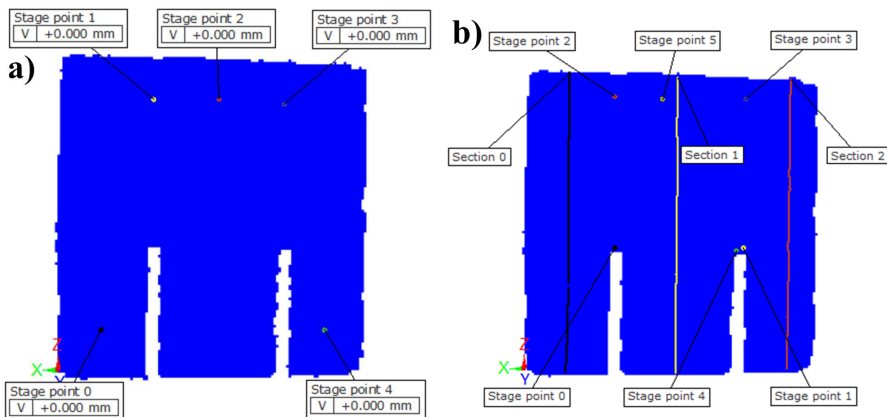 a)
Stage point 1
V +0.000 mm
Stage point 2
V +0.000 mm
Stage point 3
V +0.000 mm
Z
X
Y
Stage point 0
V +0.000 mm
Stage point 4
V +0.000 mm
b)
Stage point 2
Stage point 5
Stage point 3
Section 0
Section 1
Section 2
Z
X
Y
Stage point 0
Stage point 4
Stage point 1